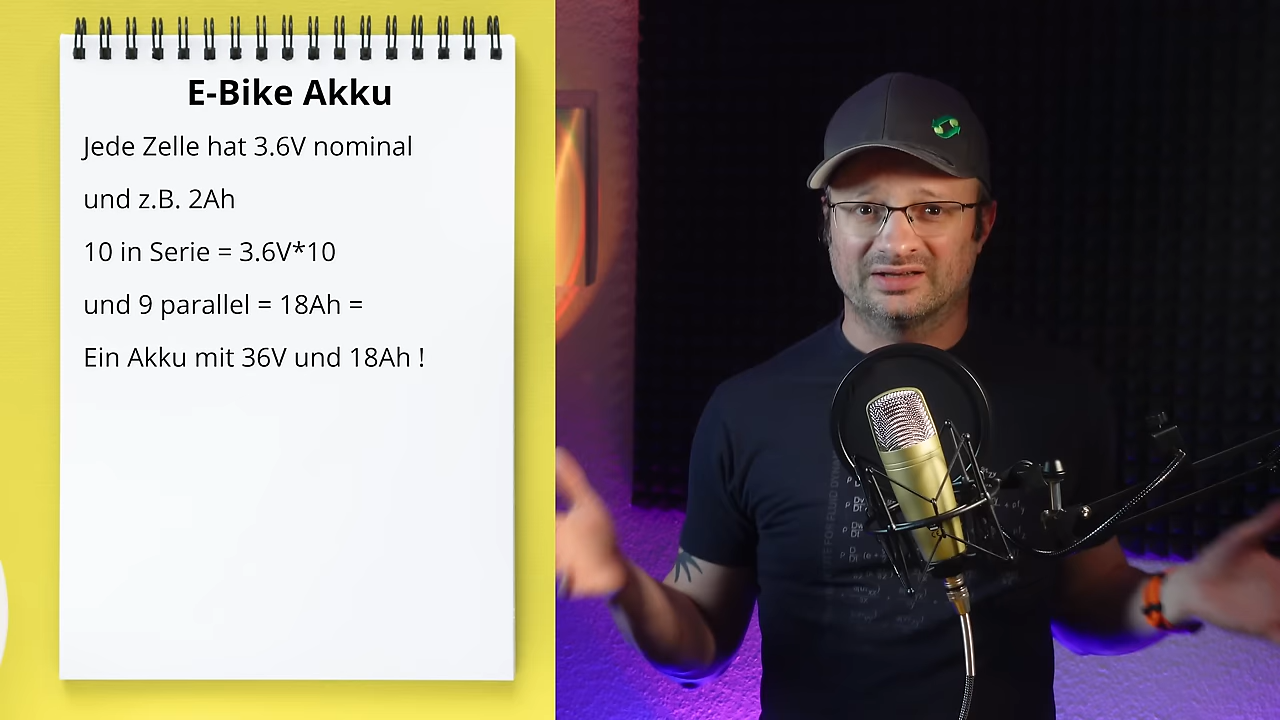 E-Bike Akku
Jede Zelle hat 3.6V nominal
und z.B. 2Ah
10 in Serie = 3.6V*10
und 9 parallel = 18Ah =
Ein Akku mit 36V und 18Ah !